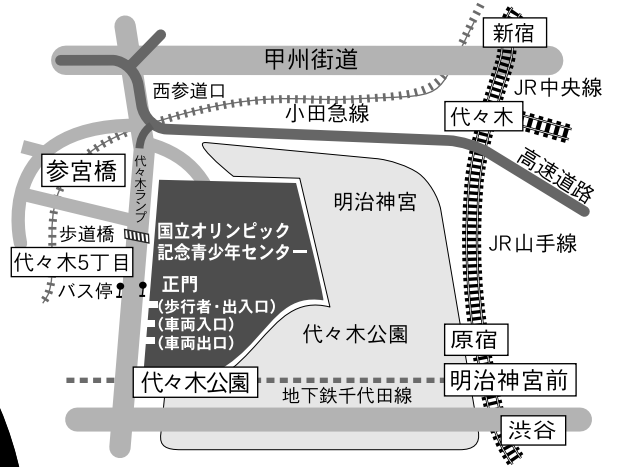 新宿
甲州街道
JR中央線
西参道口
小田急線
代々木
高速道路
参宮橋
代々木ランプ
明治神宮
歩道橋
国立オリンピック
記念青少年センター
JR山手線
代々木5丁目
正門
バス停
(歩行者・出入口)
(車両入口)
(車両出口)
代々木公園
原宿
代々木公園
明治神宮前
地下鉄千代田線
渋谷